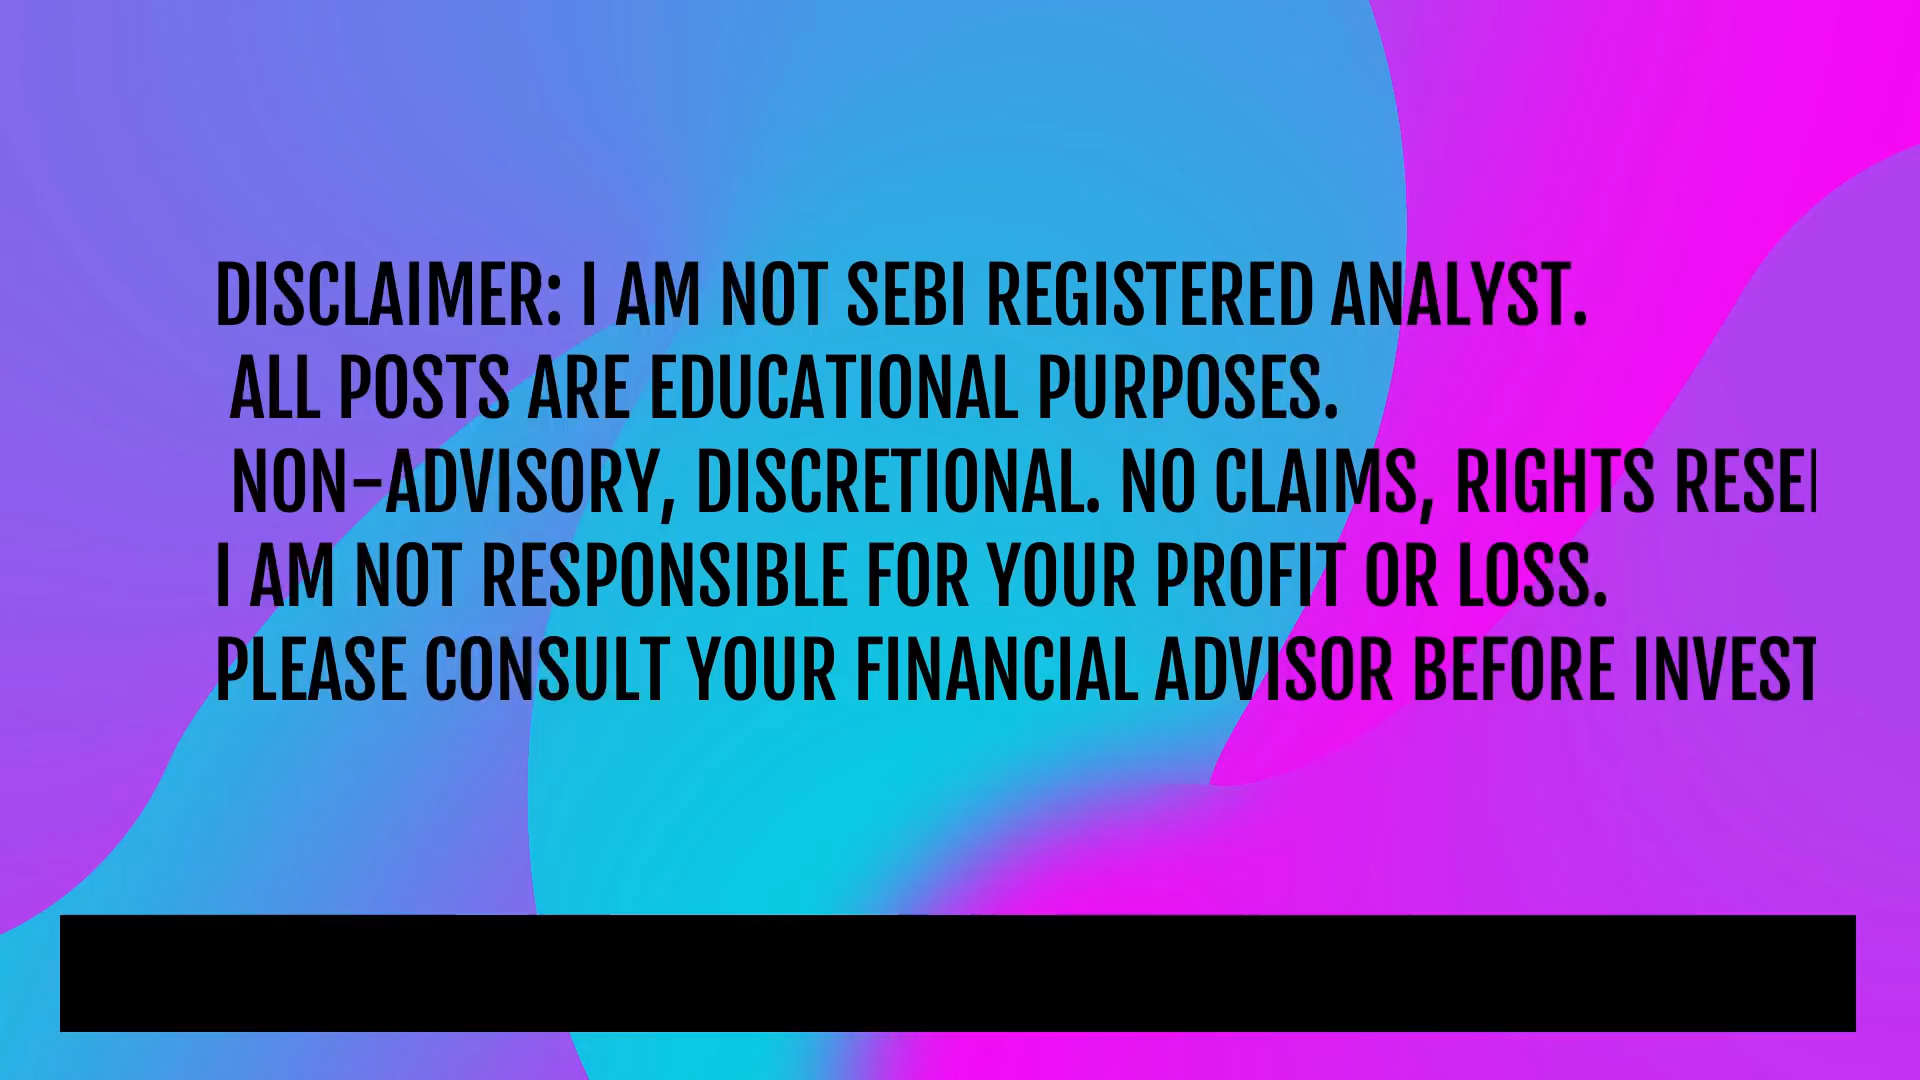 DISCLAIMER: I AM NOT SEBI REGISTERED ANALYST.
ALL POSTS ARE EDUCATIONAL PURPOSES.
NON-ADVISORY, DISCRETIONAL. NO CLAIMS, RIGHTS
I AM NOT RESPONSIBLE FOR YOUR PROFIT OR LOSS.
PLEASE CONSULT YOUR FINANCIAL ADVISOR BEFORE INVEST